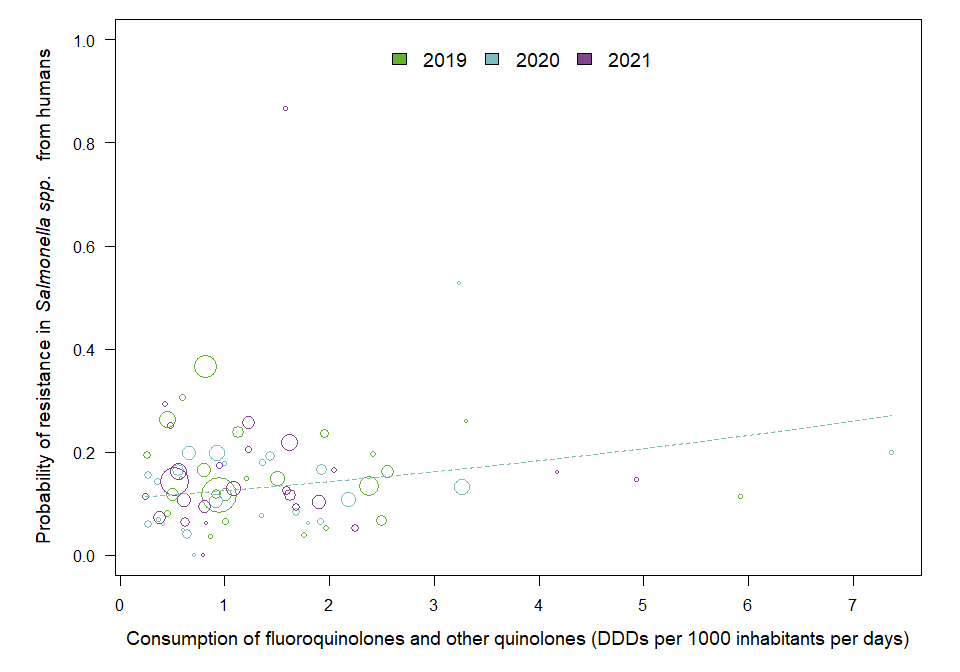 Probability of resistance in Salmonella spp. from humans
1.0
0.8
0.6
0.4
0.2
0.0
2019 2020 2021
0 1 2 3 4 5 6 7
Consumption of fluoroquinolones and other quinolones (DDDs per 1000 inhabitants per days)